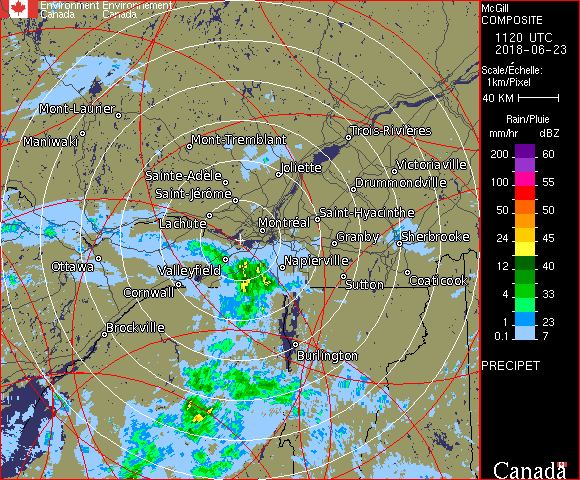 Environment Environnement
Canada Canada
McGill
COMPOSITE
1120 UTC
2018-06-23
Scale/Échelle:
1km/Pixel
40 KM
Rain/Pluie
mm/hr dBZ
200 60
100 55
50 50
24 45
12 40
4 33
1 23
0.1 7
PRECIPET
Canada
Mont-Laurier
Maniwaki
Mont-Tremblant
Trois-Rivières
Joliette
Victoriaville
Sainte-Adèle
Drummondville
Saint-Jérôme
Saint-Hyacinthe
Lachute
Montréal
Granby
Sherbrooke
Ottawa
Valleyfield
Napierville
Sutton
Coaticook
Cornwall
Brockville
Burlington